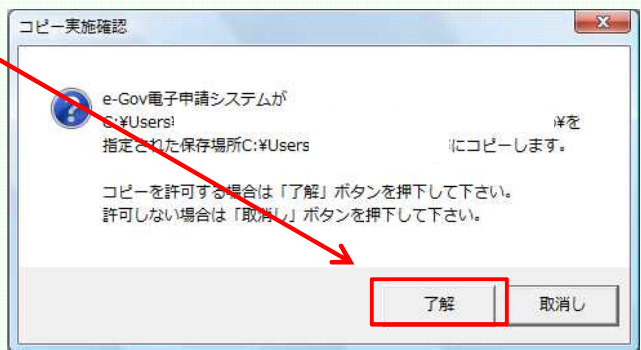 コピー実施確認
e-Gov電子申請システムが
C:¥Users¥ ¥を
指定された保存場所C:¥Users にコピーします。
コピーを許可する場合は「了解」ボタンを押下して下さい。
許可しない場合は「取消し」ボタンを押下して下さい。
了解
取消し